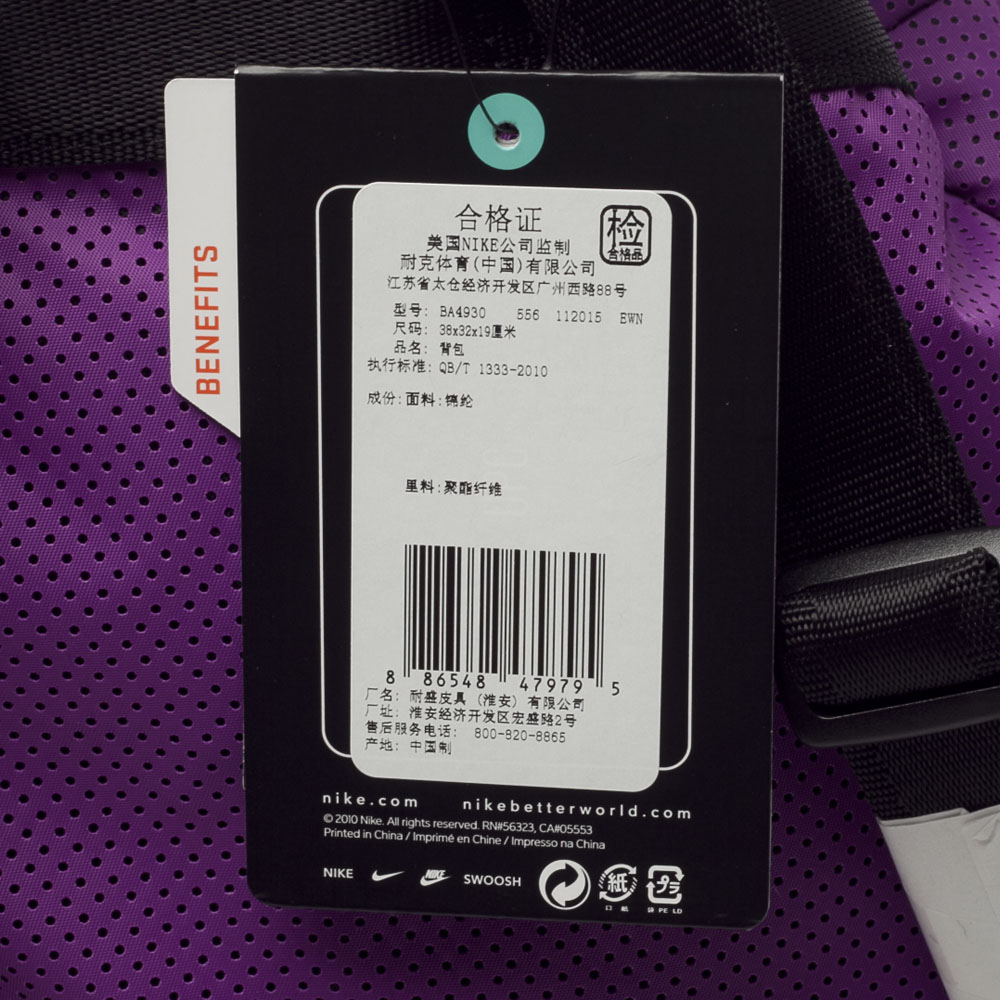 BENEFITS
合格证
检
合格品
美国NIKE公司监制
耐克体育(中国)有限公司
江苏省太仓经济开发区广州西路88号
型号: BA4930 556 112015 EWN
尺码: 38x32x19厘米
品名: 背包
执行标准: QB/T 1333-2010
成份: 面料: 锦纶
里料: 聚酯纤维
8 86548 47979 5
厂名: 耐盛皮具 (淮安) 有限公司
厂址: 淮安经济开发区宏盛路2号
售后服务电话: 800-820-8865
产地: 中国制
nike.com nikebetterworld.com
© 2010 Nike. All rights reserved. RN#56323, CA#05553
Printed in China / Imprimé en Chine / Impresso na China
NIKE NIKE SWOOSH
紙 プラ
口 紙 袋 PE LD